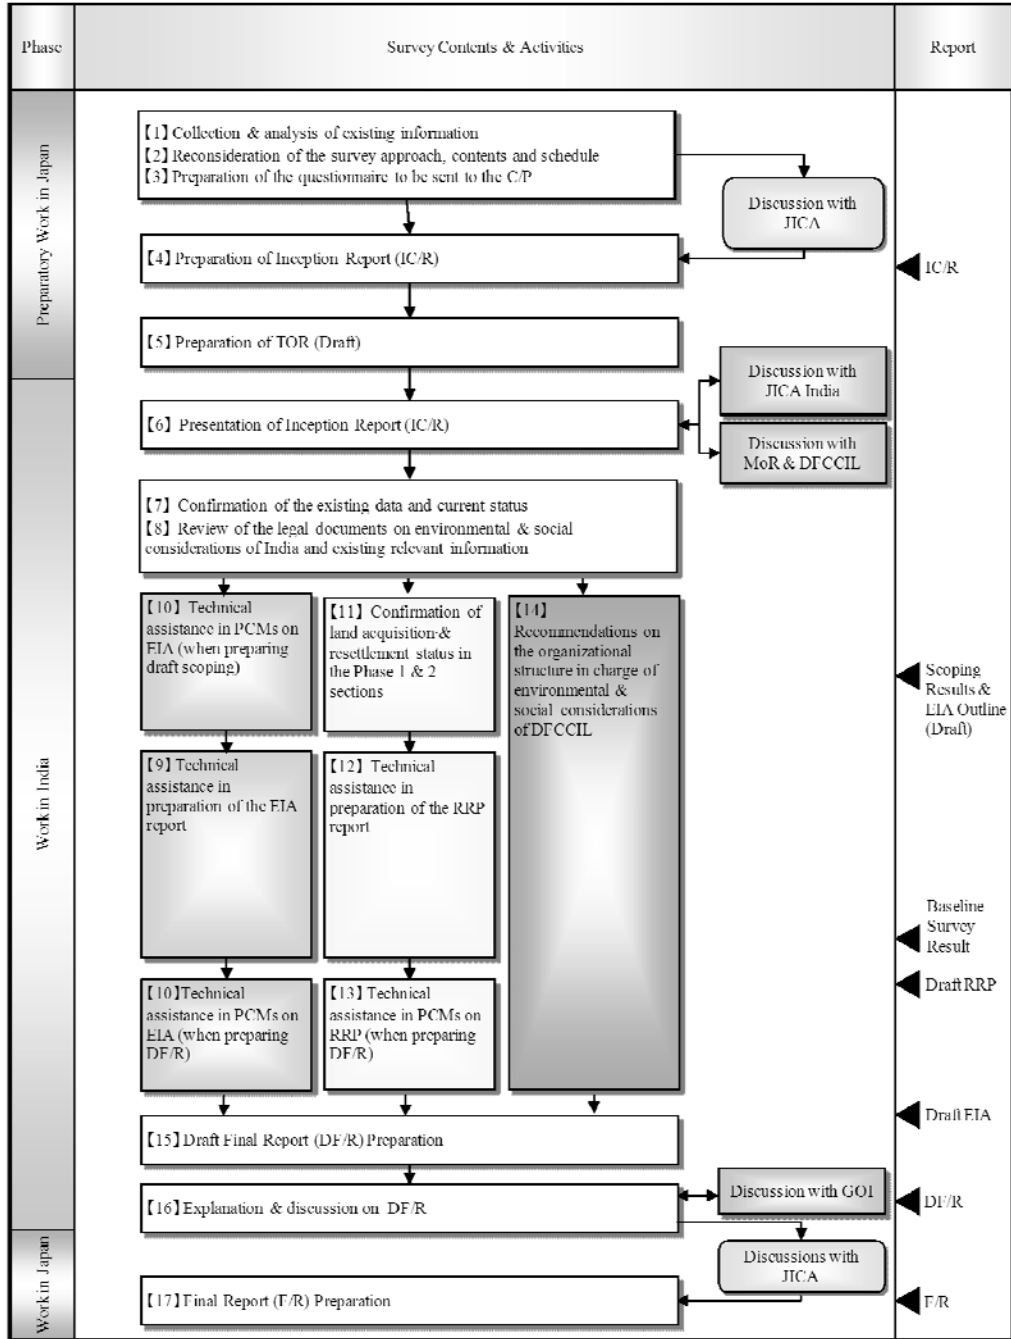 Phase
Survey Contents & Activities
Report
Preparatory Work in Japan
【1】Collection & analysis of existing information
【2】Reconsideration of the survey approach, contents and schedule
【3】Preparation of the questionnaire to be sent to the C/P
Discussion with
JICA
【4】Preparation of Inception Report (IC/R)
IC/R
【5】Preparation of TOR (Draft)
Work in India
Discussion with
JICA India
【6】Presentation of Inception Report (IC/R)
Discussion with
MoR & DFCCIL
【7】Confirmation of the existing data and current status
【8】Review of the legal documents on environmental & social
considerations of India and existing relevant information
【10】Technical
assistance in PCMs on
EIA (when preparing
draft scoping)
【11】Confirmation of
land acquisition &
resettlement status in
the Phase 1 & 2
sections
【14】
Recommendations on
the organizational
structure in charge of
environmental &
social considerations
of DFCCIL
Scoping
Results &
EIA Outline
(Draft)
【9】Technical
assistance in
preparation of the EIA
report
【12】Technical
assistance in
preparation of the RRP
report
Baseline
Survey
Result
Draft RRP
【10】Technical
assistance in PCMs on
EIA (when preparing
DF/R)
【13】Technical
assistance in PCMs on
RRP (when preparing
DF/R)
Draft EIA
【15】Draft Final Report (DF/R) Preparation
【16】Explanation & discussion on DF/R
Discussion with GOI
DF/R
Work in Japan
Discussions with
JICA
【17】Final Report (F/R) Preparation
F/R